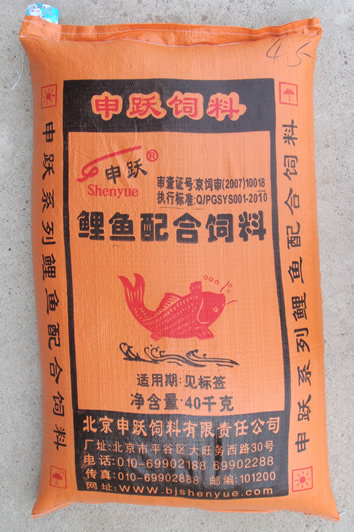 45
申跃饲料
申跃®
Shenyue
审查证号:京饲审(2007)10018
执行标准:Q/PGSYS001-2010
鲤鱼配合饲料
适用期:见标签
净含量·40千克
北京申跃饲料有限责任公司
厂址:北京市平谷区大旺务西路30号
电话:010-69902188 69902288
传真:010-69902888 邮编:101200
网址:www.bjshenyue.com
申跃系列鲤鱼配合饲料
申跃系列鲤鱼配合饲料